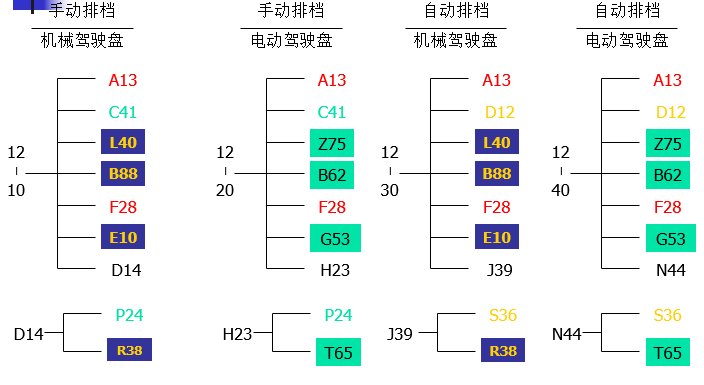 手动排档 手动排档 自动排档 自动排档
机械驾驶盘 电动驾驶盘 机械驾驶盘 电动驾驶盘
A13 A13 A13 A13
C41 C41 D12 D12
L40 Z75 L40 Z75
12 12 12 12
B88 B62 B88 B62
10 20 30 40
F28 F28 F28 F28
E10 G53 E10 G53
D14 H23 J39 N44
P24 P24 S36 S36
D14 H23 J39 N44
R38 T65 R38 T65